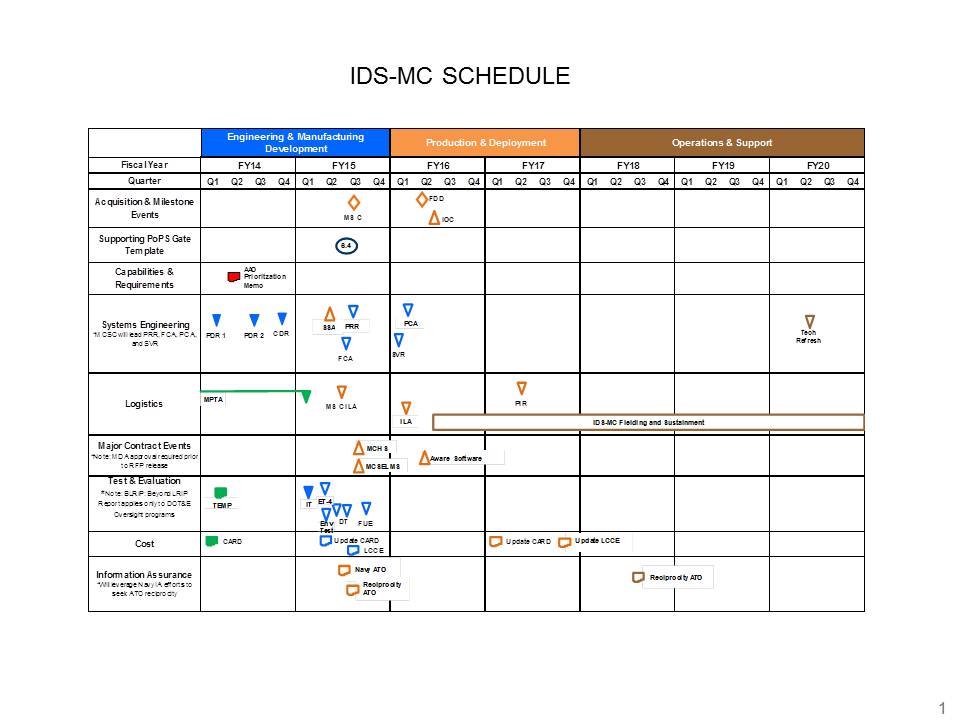 IDS-MC SCHEDULE
Engineering & Manufacturing
Development
Production & Deployment
Operations & Support
Fiscal Year
FY14
FY15
FY16
FY17
FY18
FY19
FY20
Quarter
Q1 Q2 Q3 Q4 Q1 Q2 Q3 Q4 Q1 Q2 Q3 Q4 Q1 Q2 Q3 Q4 Q1 Q2 Q3 Q4 Q1 Q2 Q3 Q4 Q1 Q2 Q3 Q4
Acquisition & Milestone
Events
MS C
FDD
IOC
Supporting PoPS Gate
Template
6.4
Capabilities &
Requirements
AAO
Prioritization
Memo
Systems Engineering
*MCSC will lead PRR, FCA, PCA,
and SVR
PDR 1
PDR 2
CDR
SSA
PRR
FCA
PCA
SVR
Tech
Refresh
Logistics
MPTA
MS C ILA
ILA
PIR
IDS-MC Fielding and Sustainment
Major Contract Events
*Note: MDA approval required prior
to RFP release
MCHS
MCSELMS
Aware Software
Test & Evaluation
*Note: BLRIP: Beyond LRIP
Report applies only to DOT&E
Oversight programs
TEMP
IT
ET-4
Env
Test
DT
FUE
Cost
CARD
Update CARD
LCCE
Update CARD
Update LCCE
Information Assurance
*Will leverage Navy IA efforts to
seek ATO reciprocity
Navy ATO
Reciprocity
ATO
Reciprocity ATO
1